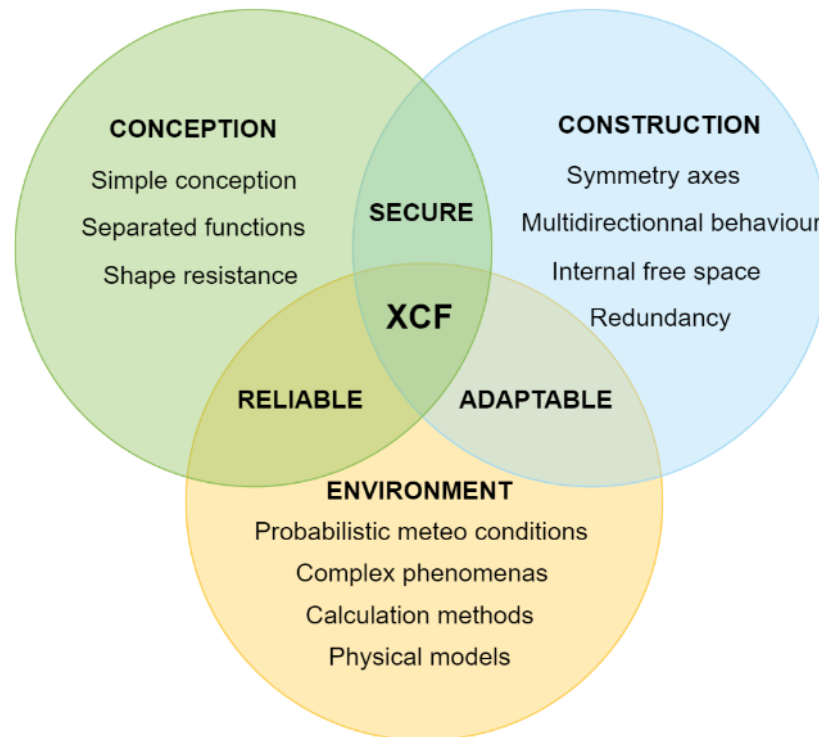 CONCEPTION
Simple conception
Separated functions
Shape resistance
CONSTRUCTION
Symmetry axes
Multidirectionnal behaviour
Internal free space
Redundancy
SECURE
XCF
RELIABLE
ADAPTABLE
ENVIRONMENT
Probabilistic meteo conditions
Complex phenomenas
Calculation methods
Physical models